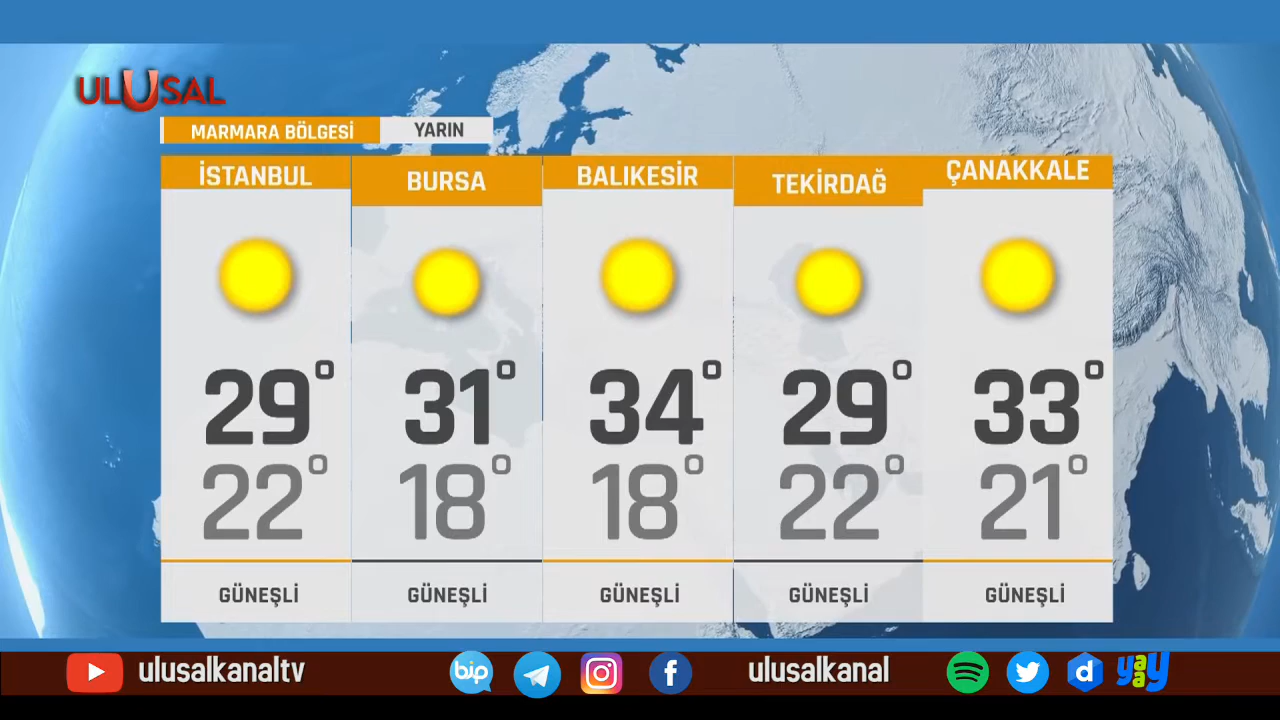 ULUSAL
MARMARA BÖLGESİ YARIN
İSTANBUL BURSA BALIKESİR TEKİRDAĞ ÇANAKKALE
29° 31° 34° 29° 33°
22° 18° 18° 22° 21°
GÜNEŞLİ GÜNEŞLİ GÜNEŞLİ GÜNEŞLİ GÜNEŞLİ
ulusalkanaltv bip f ulusalkanal d yaay